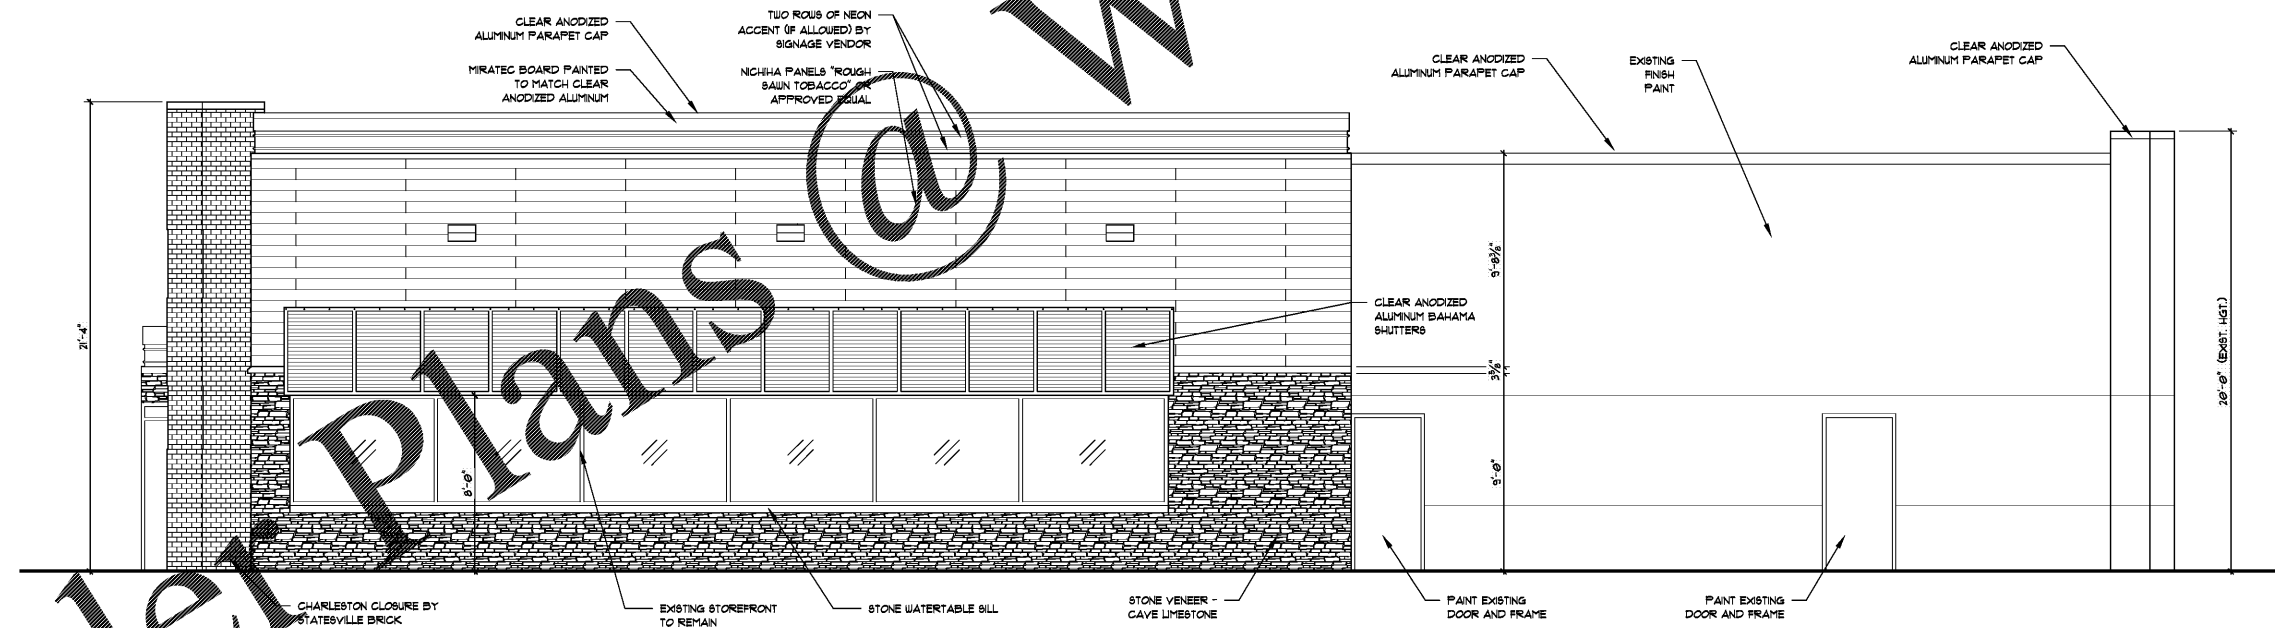 CLEAR ANODIZED
ALUMINUM PARAPET CAP
TWO ROWS OF NEON
ACCENT (IF ALLOWED) BY
SIGNAGE VENDOR
MIRATEC BOARD PAINTED
TO MATCH CLEAR
ANODIZED ALUMINUM
NICHIHA PANELS "ROUGH
SAWN TOBACCO" OR
APPROVED EQUAL
CLEAR ANODIZED
ALUMINUM PARAPET CAP
EXISTING
FINISH
PAINT
CLEAR ANODIZED
ALUMINUM PARAPET CAP
21'-4"
9'-8⅜"
CLEAR ANODIZED
ALUMINUM BAHAMA
SHUTTERS
20'-0" (EXIST. HGT.)
8'-0"
9'-0"
CHARLESTON CLOSURE BY
STATESVILLE BRICK
EXISTING STOREFRONT
TO REMAIN
STONE WATERTABLE SILL
STONE VENEER -
CAVE LIMESTONE
PAINT EXISTING
DOOR AND FRAME
PAINT EXISTING
DOOR AND FRAME
der Plans @ W